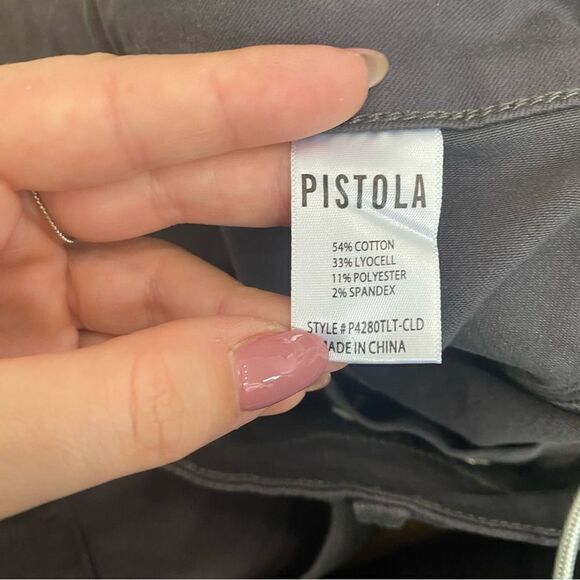 PISTOLA
54% COTTON
33% LYOCELL
11% POLYESTER
2% SPANDEX
STYLE # P4280TLT-CLD
MADE IN CHINA